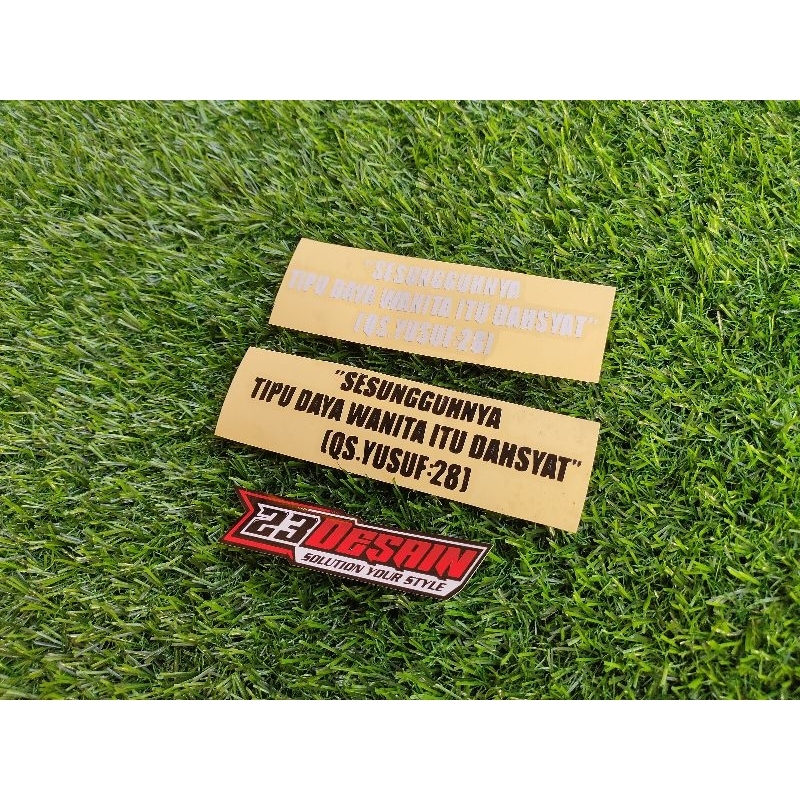 "SESUNGGUHNYA
TIPU DAYA WANITA ITU DAHSYAT"
(QS.YUSUF:28)
"SESUNGGUHNYA
TIPU DAYA WANITA ITU DAHSYAT"
(QS.YUSUF:28)
23 DESAIN
SOLUTION YOUR STYLE